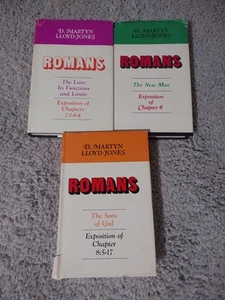 D. MARTYN
LLOYD-JONES
ROMANS
The Law:
Its Functions
and Limits
Exposition of
Chapters
7:1-8:4
D. MARTYN
LLOYD-JONES
ROMANS
The New Man
Exposition
of
Chapter 6
D. MARTYN
LLOYD-JONES
ROMANS
The Sons
of God
Exposition of
Chapter
8:5-17